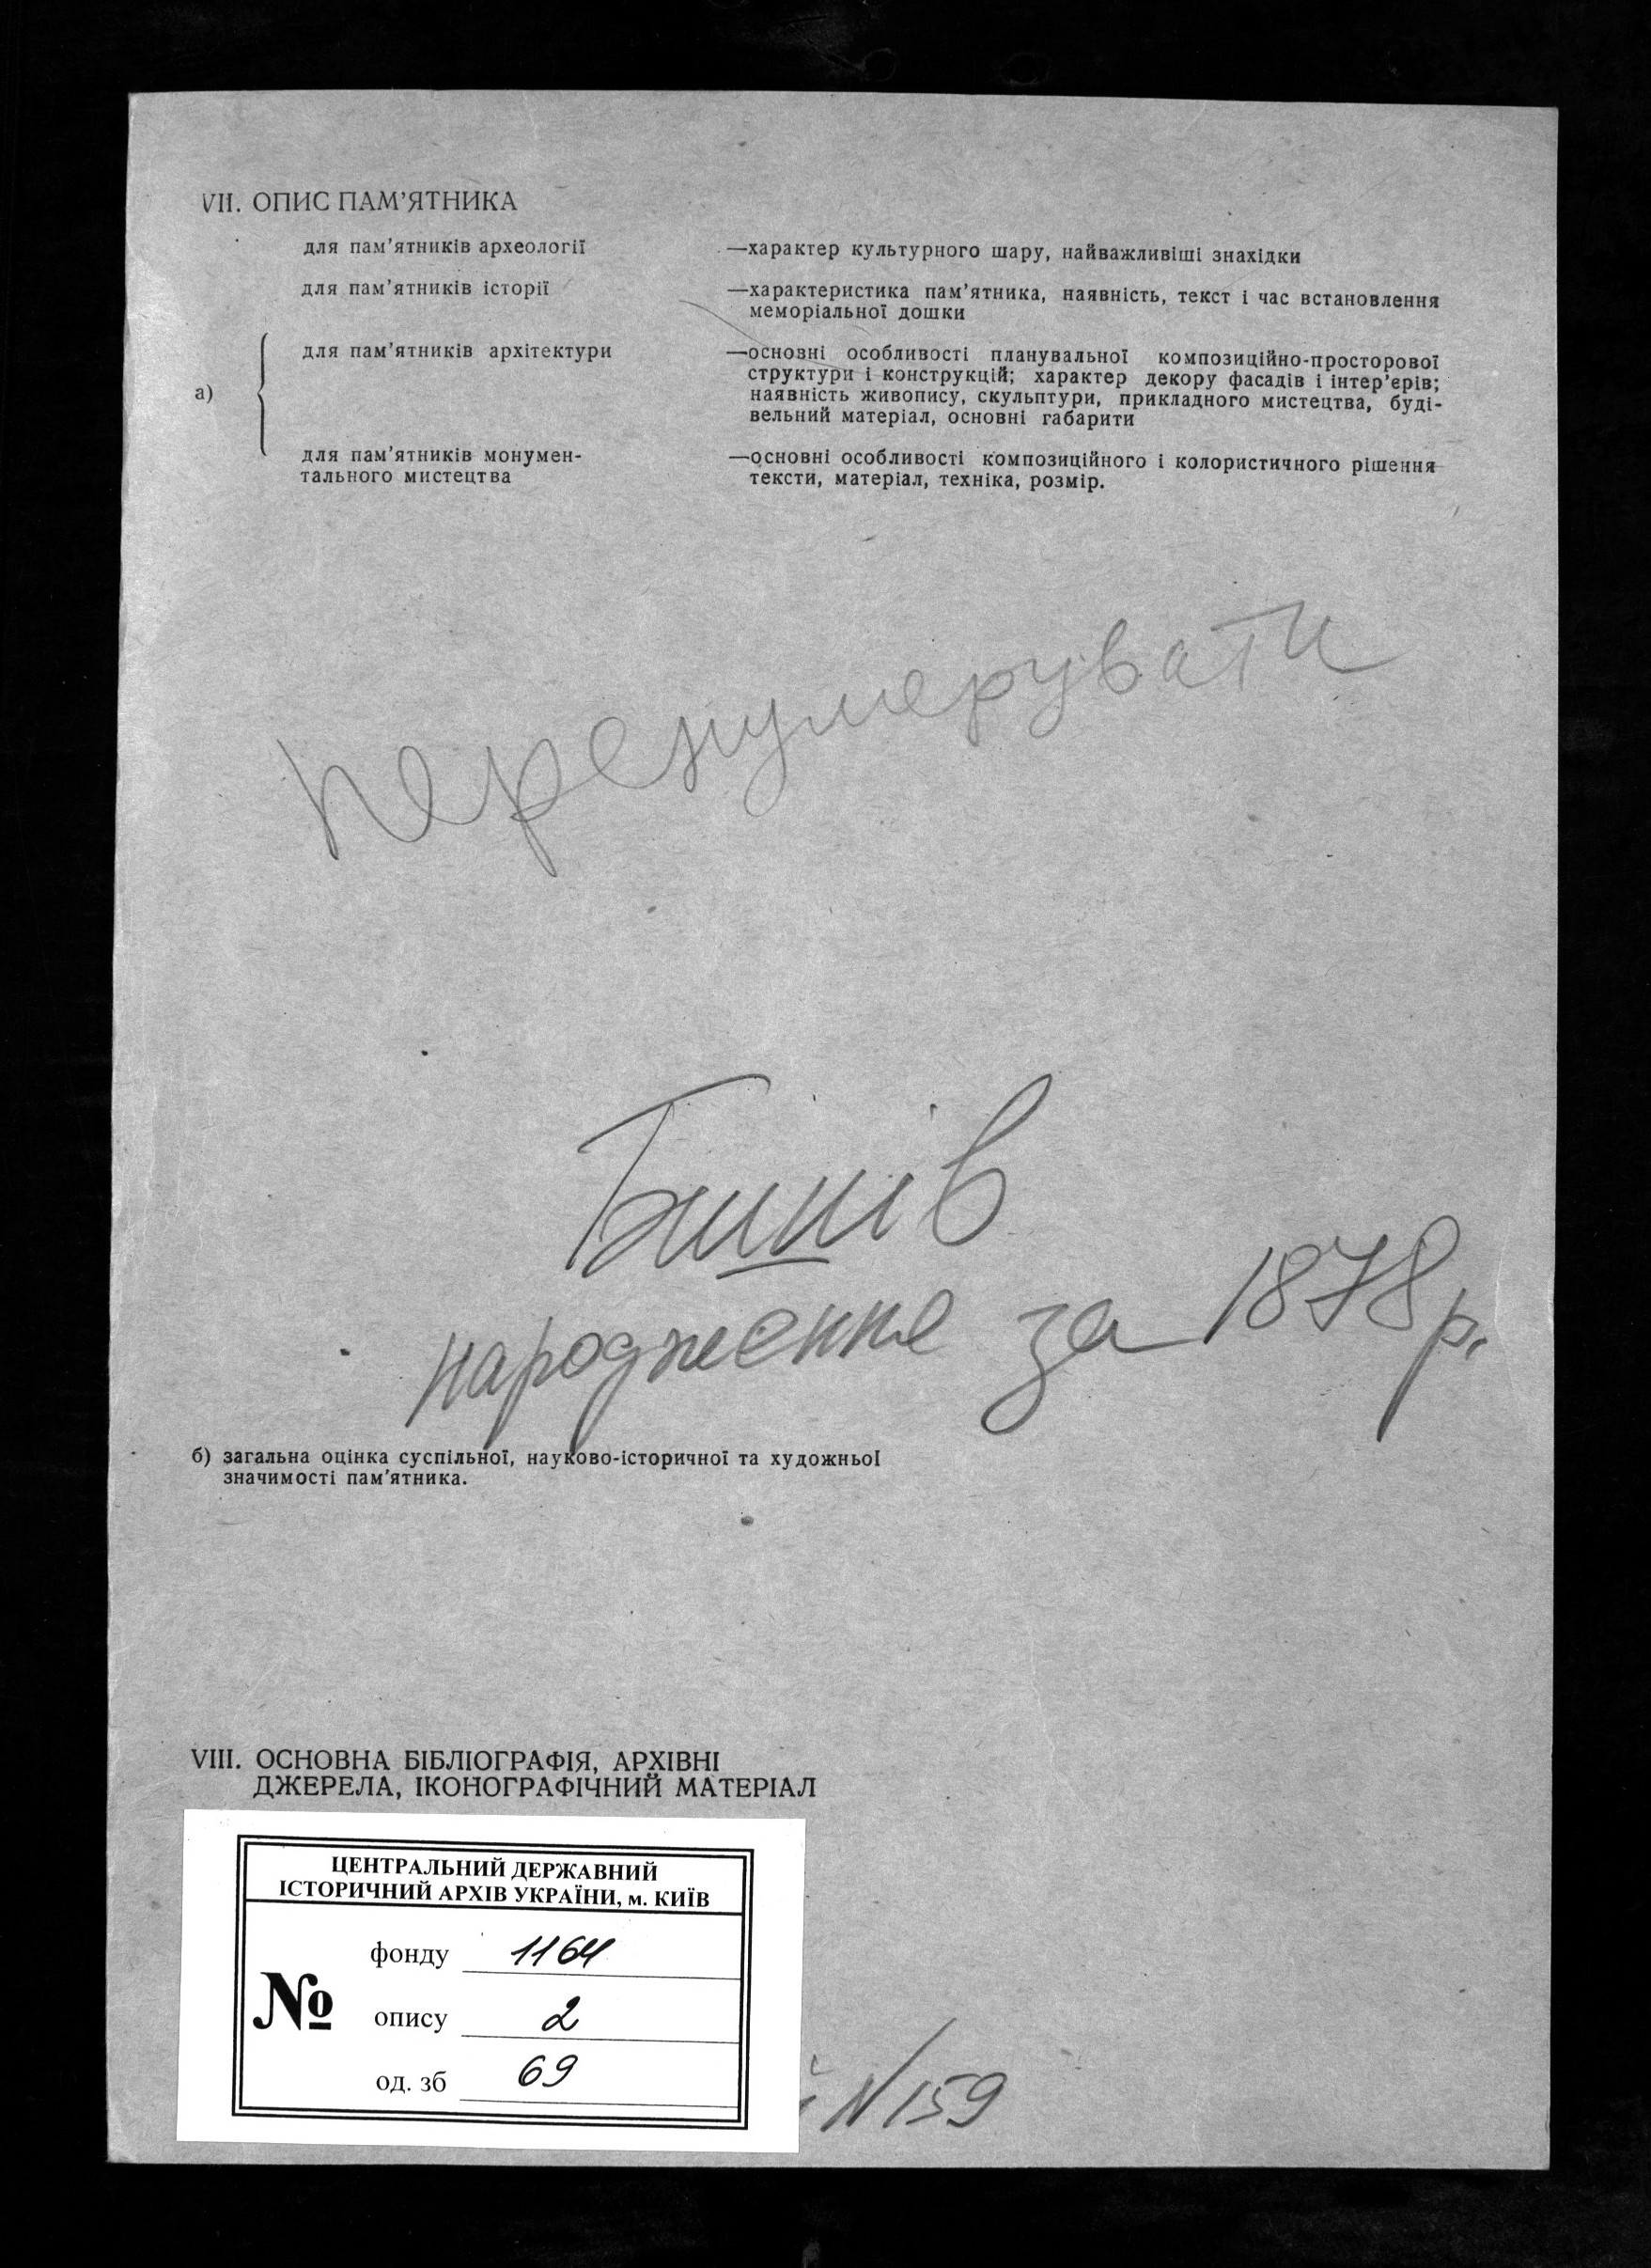 VII. ОПИС ПАМ’ЯТНИКА
для пам’ятників археології —характер культурного шару, найважливіші знахідки
для пам’ятників історії —характеристика пам’ятника, наявність, текст і час встановлення
меморіальної дошки
для пам’ятників архітектури —основні особливості планувальної композиційно-просторової
структури і конструкцій; характер декору фасадів і інтер’єрів;
а) наявність живопису, скульптури, прикладного мистецтва, буді-
вельний матеріал, основні габарити
для пам’ятників монумен- —основні особливості композиційного і колористичного рішення
тального мистецтва тексти, матеріал, техніка, розмір.
перенумерувати
народження за 1878 р.
б) загальна оцінка суспільної, науково-історичної та художньої
значимості пам’ятника.
VIII. ОСНОВНА БІБЛІОГРАФІЯ, АРХІВНІ
ДЖЕРЕЛА, ІКОНОГРАФІЧНИЙ МАТЕРІАЛ
ЦЕНТРАЛЬНИЙ ДЕРЖАВНИЙ
ІСТОРИЧНИЙ АРХІВ УКРАЇНИ, м. КИЇВ
фонду 1164
№
опису 2
од. зб 69
N 159